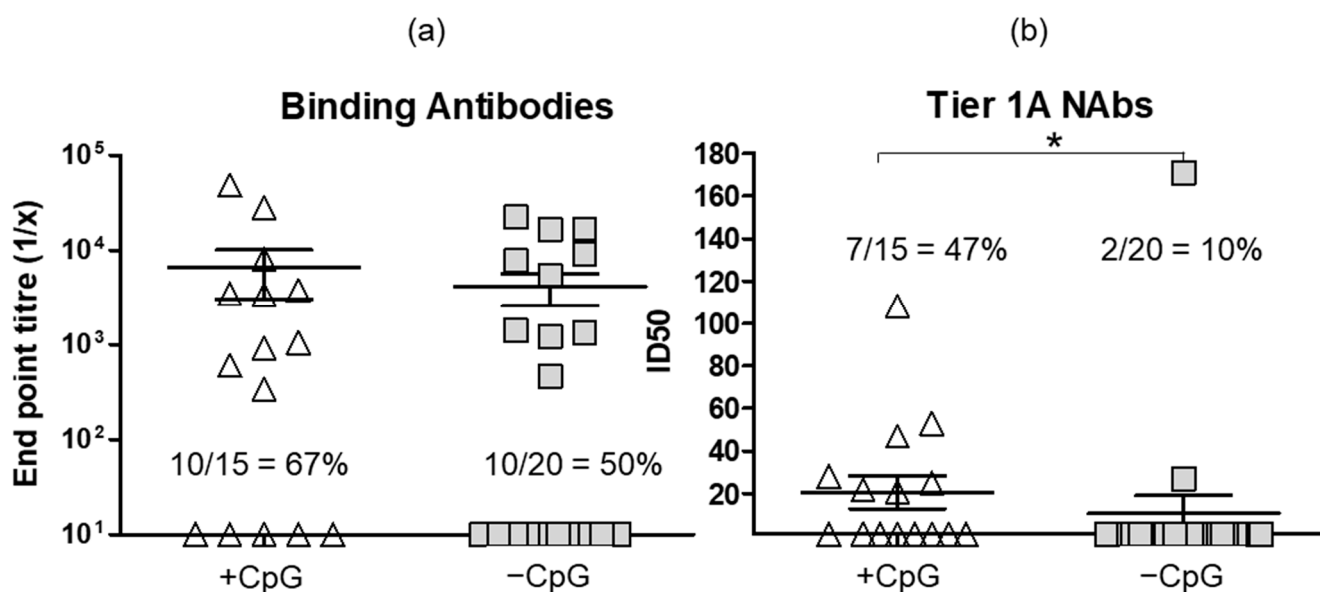 (a)
Binding Antibodies
End point titre (1/x)
10⁵
10⁴
10³
10²
10¹
10/15 = 67%
10/20 = 50%
+CpG
−CpG
(b)
Tier 1A NAbs
*
ID50
180
160
140
120
100
80
60
40
20
7/15 = 47%
2/20 = 10%
+CpG
−CpG